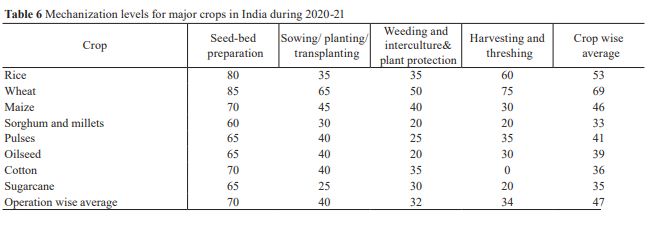 Table 6 Mechanization levels for major crops in India during 2020-21
Crop Seed-bed preparation Sowing/ planting/ transplanting Weeding and interculture& plant protection Harvesting and threshing Crop wise average
Rice 80 35 35 60 53
Wheat 85 65 50 75 69
Maize 70 45 40 30 46
Sorghum and millets 60 30 20 20 33
Pulses 65 40 25 35 41
Oilseed 65 40 20 30 39
Cotton 70 40 35 0 36
Sugarcane 65 25 30 20 35
Operation wise average 70 40 32 34 47